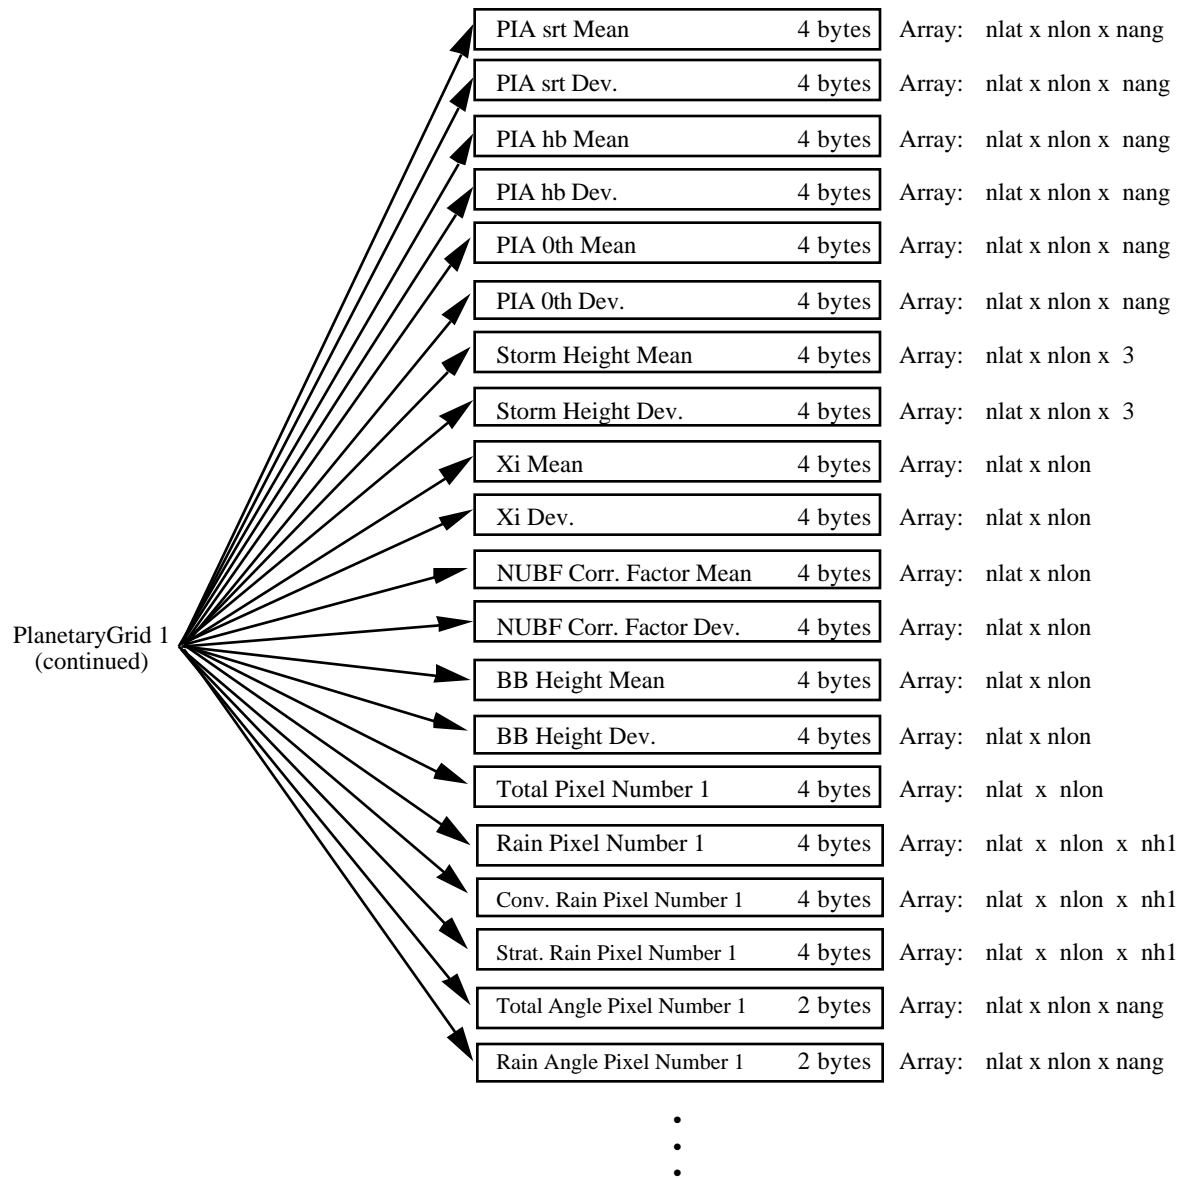 PIA srt Mean 4 bytes Array: nlat x nlon x nang
PIA srt Dev. 4 bytes Array: nlat x nlon x nang
PIA hb Mean 4 bytes Array: nlat x nlon x nang
PIA hb Dev. 4 bytes Array: nlat x nlon x nang
PIA 0th Mean 4 bytes Array: nlat x nlon x nang
PIA 0th Dev. 4 bytes Array: nlat x nlon x nang
Storm Height Mean 4 bytes Array: nlat x nlon x 3
Storm Height Dev. 4 bytes Array: nlat x nlon x 3
Xi Mean 4 bytes Array: nlat x nlon
Xi Dev. 4 bytes Array: nlat x nlon
NUBF Corr. Factor Mean 4 bytes Array: nlat x nlon
NUBF Corr. Factor Dev. 4 bytes Array: nlat x nlon
PlanetaryGrid 1
(continued)
BB Height Mean 4 bytes Array: nlat x nlon
BB Height Dev. 4 bytes Array: nlat x nlon
Total Pixel Number 1 4 bytes Array: nlat x nlon
Rain Pixel Number 1 4 bytes Array: nlat x nlon x nh1
Conv. Rain Pixel Number 1 4 bytes Array: nlat x nlon x nh1
Strat. Rain Pixel Number 1 4 bytes Array: nlat x nlon x nh1
Total Angle Pixel Number 1 2 bytes Array: nlat x nlon x nang
Rain Angle Pixel Number 1 2 bytes Array: nlat x nlon x nang